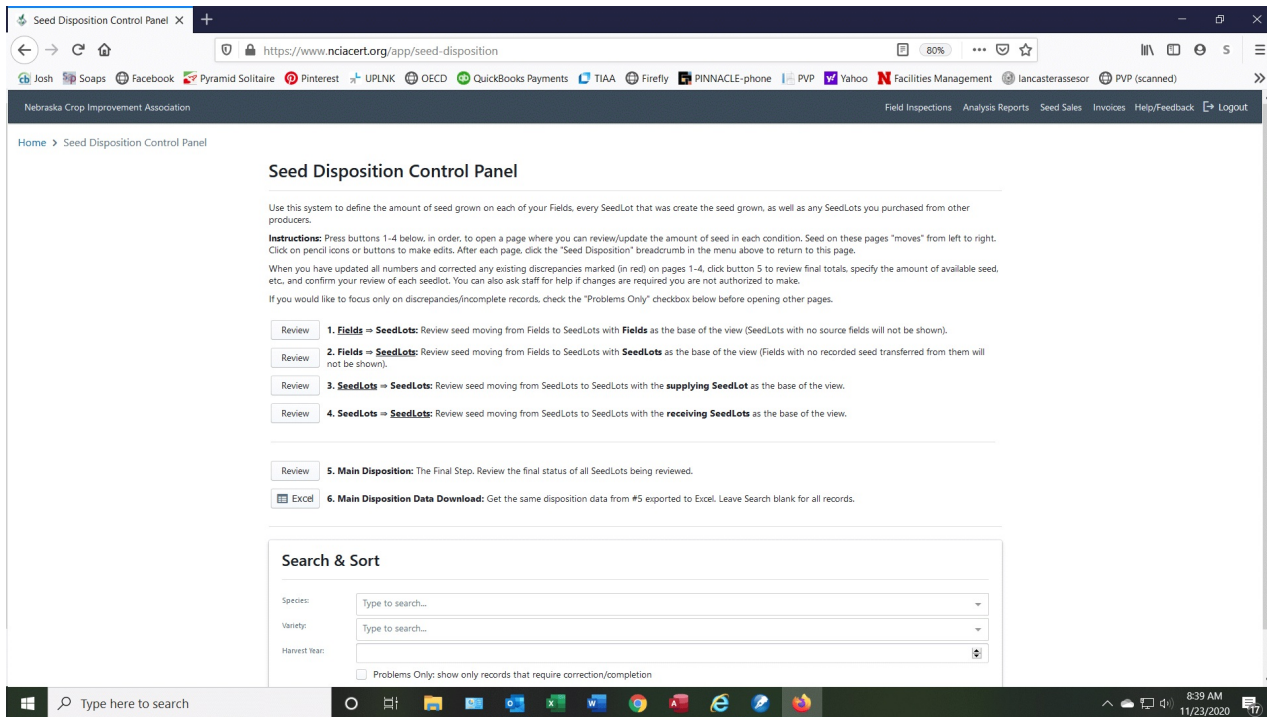 Seed Disposition Control Panel
https://www.nciacert.org/app/seed-disposition
80%
Josh Soaps Facebook Pyramid Solitaire Pinterest UPLNK OECD QuickBooks Payments TIAA Firefly PINNACLE-phone PVP Yahoo Facilities Management lancasterassesor PVP (scanned)
Nebraska Crop Improvement Association
Field Inspections Analysis Reports Seed Sales Invoices Help/Feedback Logout
Home > Seed Disposition Control Panel
Seed Disposition Control Panel
Use this system to define the amount of seed grown on each of your Fields, every SeedLot that was create the seed grown, as well as any SeedLots you purchased from other
producers.
Instructions: Press buttons 1-4 below, in order, to open a page where you can review/update the amount of seed in each condition. Seed on these pages "moves" from left to right.
Click on pencil icons or buttons to make edits. After each page, click the "Seed Disposition" breadcrumb in the menu above to return to this page.
When you have updated all numbers and corrected any existing discrepancies marked (in red) on pages 1-4, click button 5 to review final totals, specify the amount of available seed,
etc., and confirm your review of each seedlot. You can also ask staff for help if changes are required you are not authorized to make.
If you would like to focus only on discrepancies/incomplete records, check the "Problems Only" checkbox below before opening other pages.
Review 1. Fields ⇒ SeedLots: Review seed moving from Fields to SeedLots with Fields as the base of the view (SeedLots with no source fields will not be shown).
Review 2. Fields ⇒ SeedLots: Review seed moving from Fields to SeedLots with SeedLots as the base of the view (Fields with no recorded seed transferred from them will
not be shown).
Review 3. SeedLots ⇒ SeedLots: Review seed moving from SeedLots to SeedLots with the supplying SeedLot as the base of the view.
Review 4. SeedLots ⇒ SeedLots: Review seed moving from SeedLots to SeedLots with the receiving SeedLots as the base of the view.
Review 5. Main Disposition: The Final Step. Review the final status of all SeedLots being reviewed.
Excel 6. Main Disposition Data Download: Get the same disposition data from #5 exported to Excel. Leave Search blank for all records.
Search & Sort
Species: Type to search...
Variety: Type to search...
Harvest Year:
Problems Only: show only records that require correction/completion
Type here to search
8:39 AM
11/23/2020
17